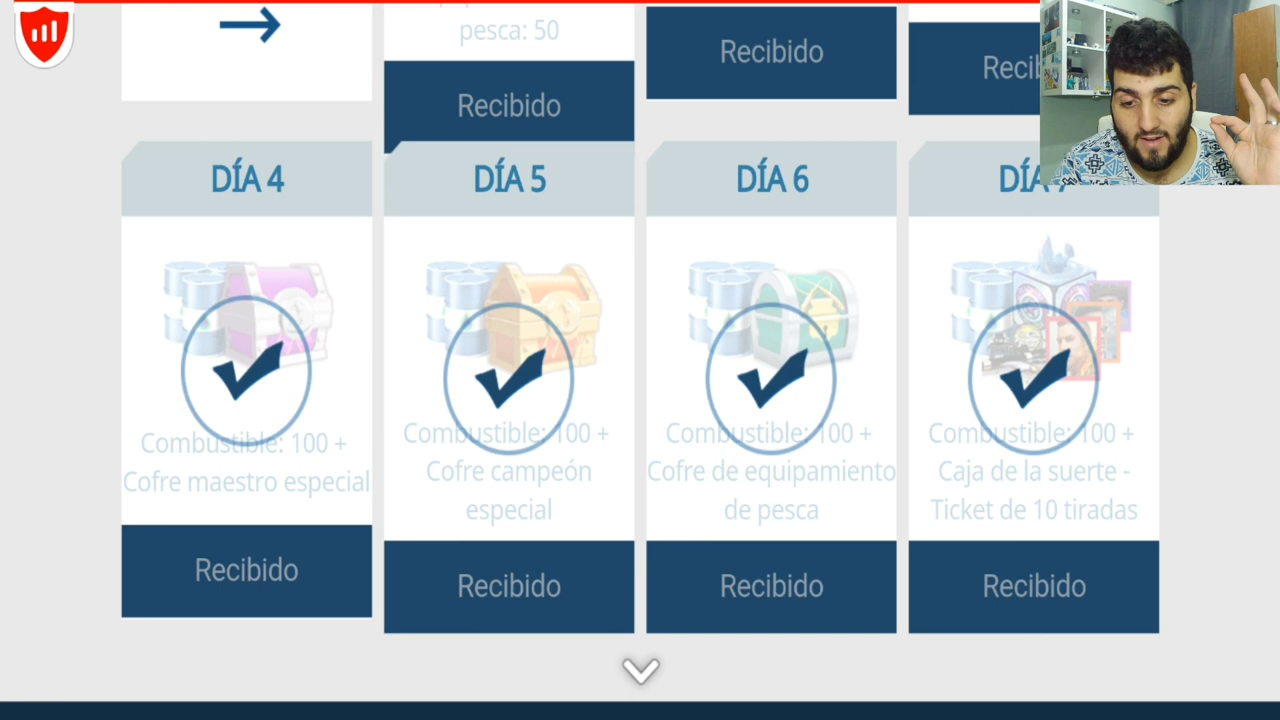 pesca: 50
Recibido
Recibido
DÍA 4
Combustible: 100 +
Cofre maestro especial
Recibido
DÍA 5
Combustible: 100 +
Cofre campeón
especial
Recibido
DÍA 6
Combustible: 100 +
Cofre de equipamiento
de pesca
Recibido
DÍA
Combustible: 100 +
Caja de la suerte -
Ticket de 10 tiradas
Recibido